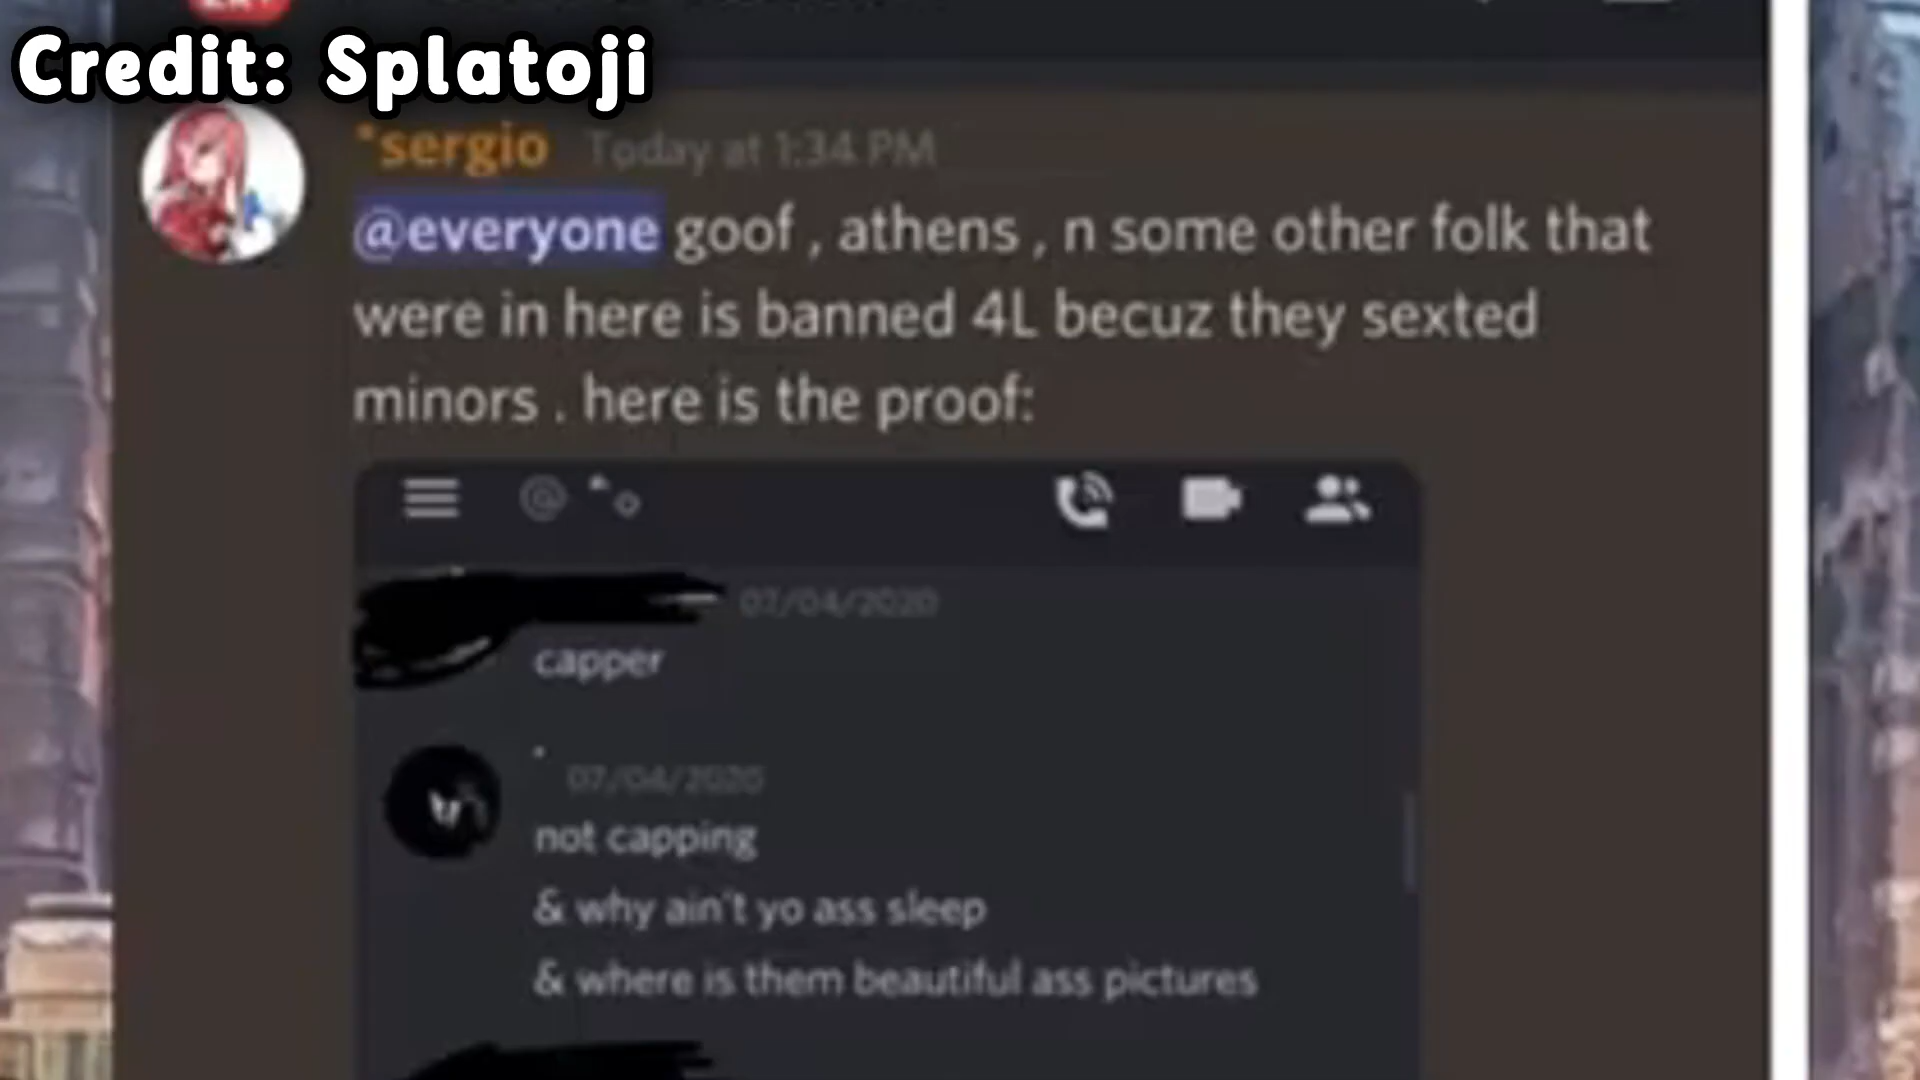 Credit: Splatoji
*sergio Today at 1:34 PM
@everyone goof , athens , n some other folk that
were in here is banned 4L becuz they sexted
minors . here is the proof:
07/04/2020
capper
07/04/2020
not capping
& why ain't yo ass sleep
& where is them beautiful ass pictures